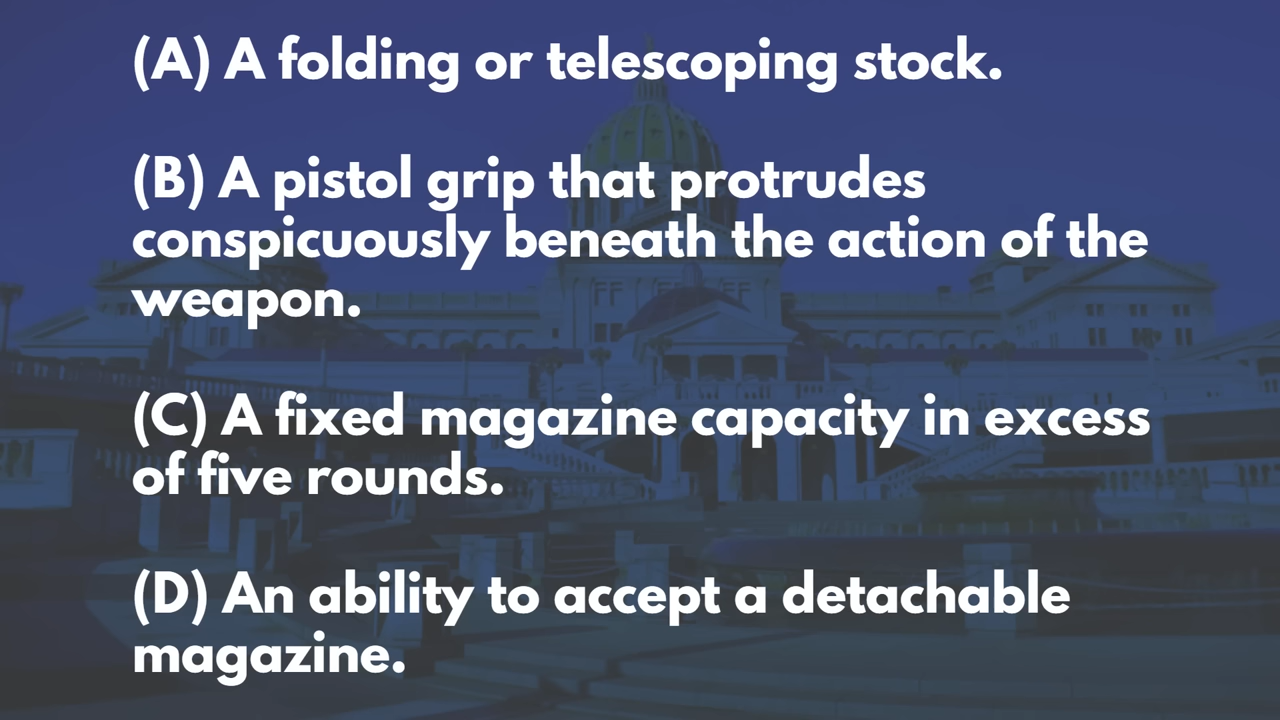 (A) A folding or telescoping stock.
(B) A pistol grip that protrudes
conspicuously beneath the action of the
weapon.
(C) A fixed magazine capacity in excess
of five rounds.
(D) An ability to accept a detachable
magazine.